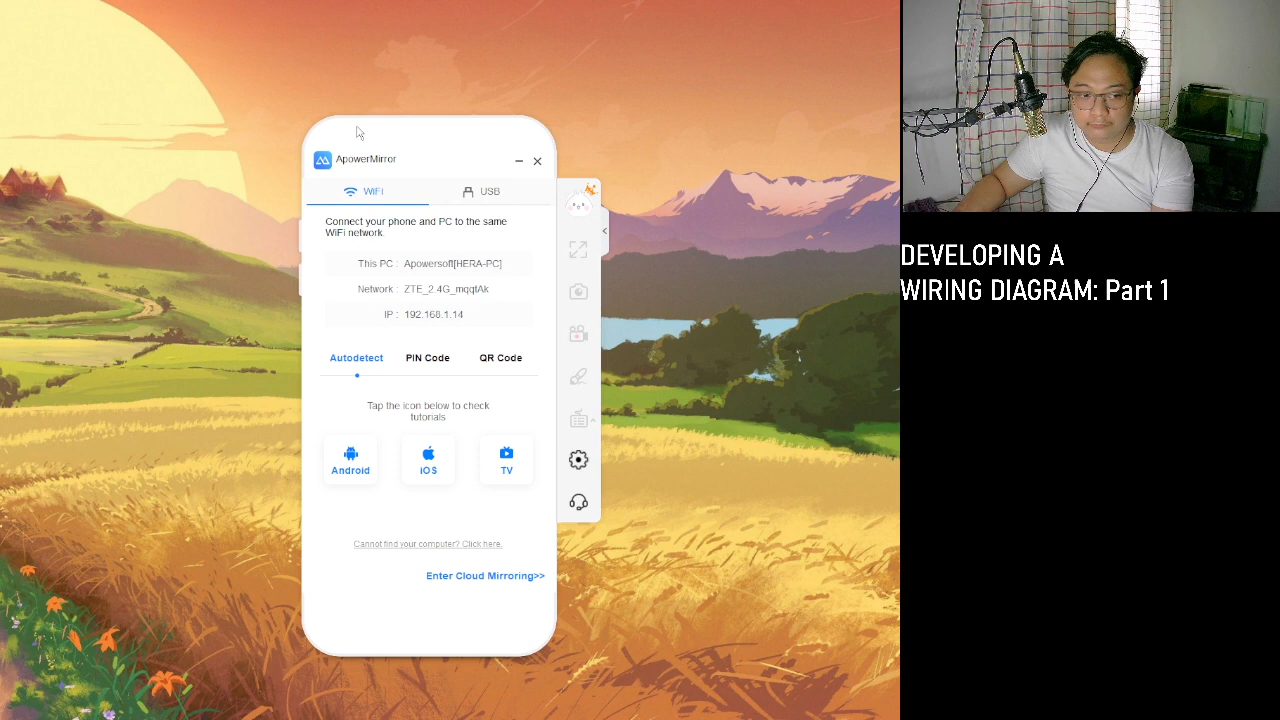 ApowerMirror
WiFi
USB
Connect your phone and PC to the same
WiFi network.
This PC : Apowersoft[HERA-PC]
Network : ZTE_2.4G_mqqtAk
IP : 192.168.1.14
Autodetect PIN Code QR Code
Tap the icon below to check
tutorials
Android iOS TV
Cannot find your computer? Click here.
Enter Cloud Mirroring>>
DEVELOPING A
WIRING DIAGRAM: Part 1